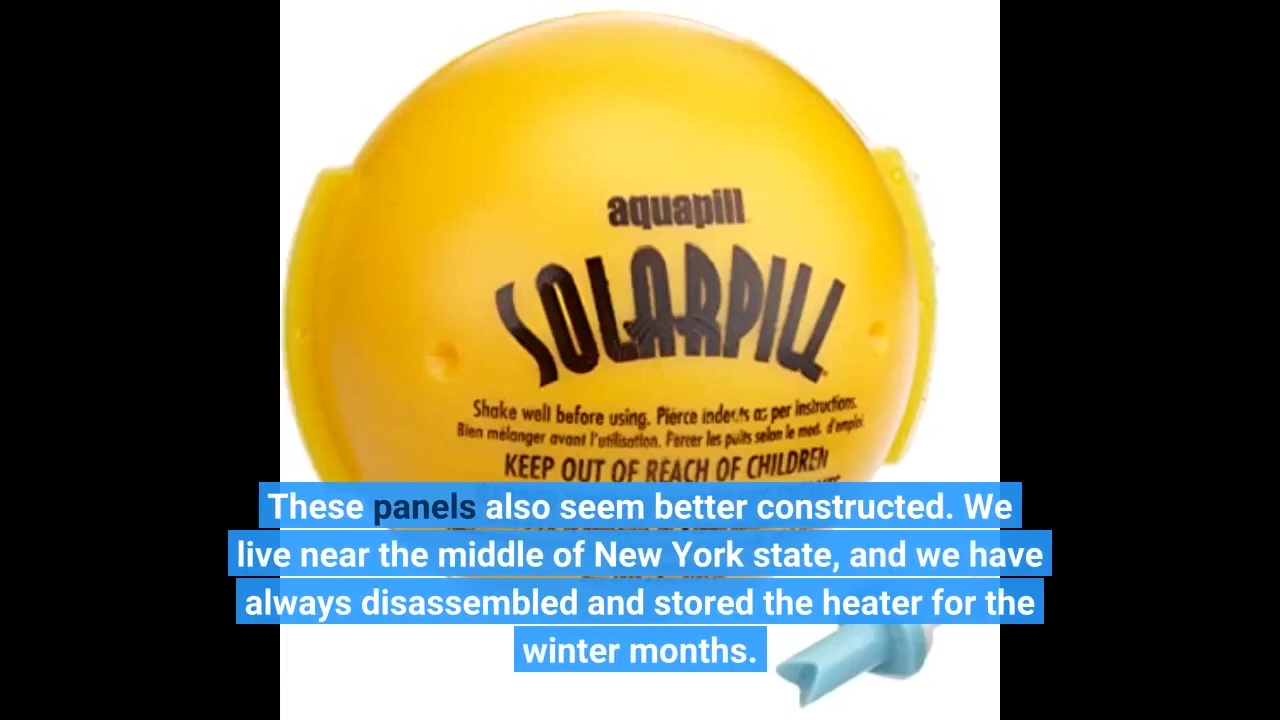 aquapill
SOLARPILL
Shake well before using. Pierce indents as per instructions.
Bien mélanger avant l'utilisation. Percer les puits selon le mod. d'emploi
KEEP OUT OF REACH OF CHILDREN
These panels also seem better constructed. We
live near the middle of New York state, and we have
always disassembled and stored the heater for the
winter months.